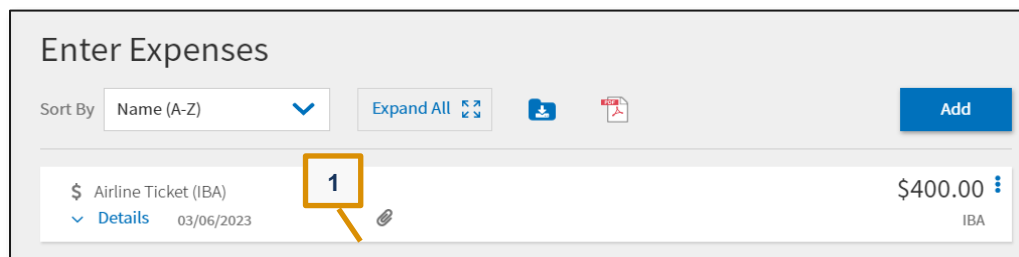 Enter Expenses
Sort By Name (A-Z) Expand All PDF Add
$ Airline Ticket (IBA) 1 $400.00
Details 03/06/2023 IBA